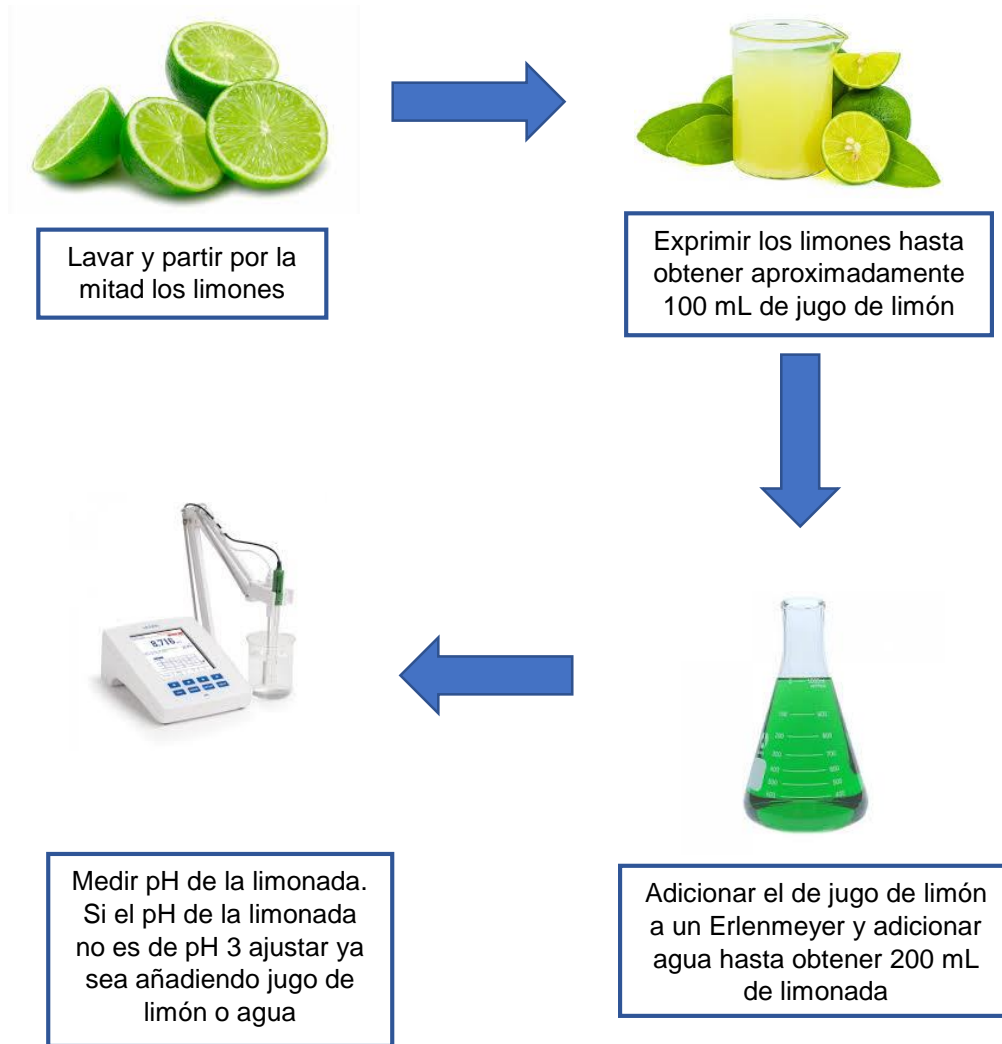 Lavar y partir por la
mitad los limones
Exprimir los limones hasta
obtener aproximadamente
100 mL de jugo de limón
Adicionar el de jugo de limón
a un Erlenmeyer y adicionar
agua hasta obtener 200 mL
de limonada
Medir pH de la limonada.
Si el pH de la limonada
no es de pH 3 ajustar ya
sea añadiendo jugo de
limón o agua
8.716